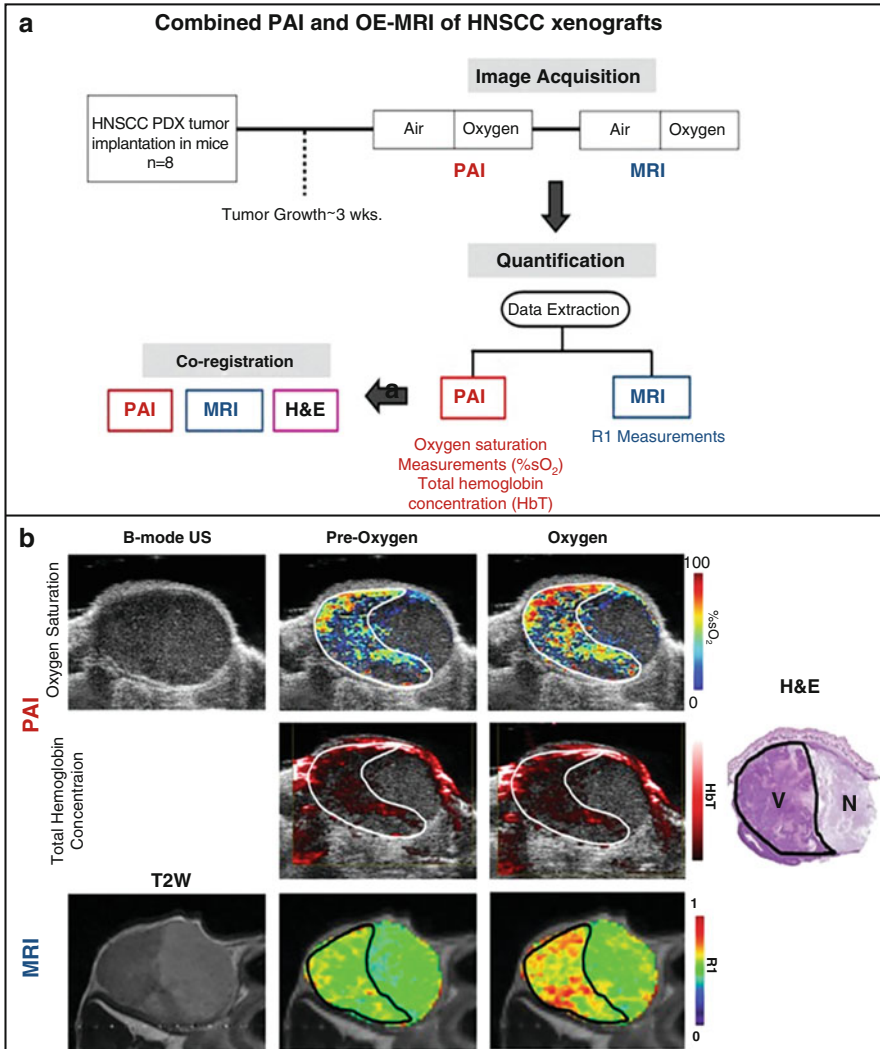 a
Combined PAI and OE-MRI of HNSCC xenografts
Image Acquisition
HNSCC PDX tumor
implantation in mice
n=8
Air
Oxygen
Air
Oxygen
PAI
MRI
Tumor Growth~3 wks.
Quantification
Data Extraction
Co-registration
PAI
MRI
H&E
a
PAI
MRI
Oxygen saturation
Measurements (%sO₂)
Total hemoglobin
concentration (HbT)
R1 Measurements
b
B-mode US
Pre-Oxygen
Oxygen
PAI
Oxygen Saturation
100
%sO₂
0
Total Hemoglobin
Concentraion
HbT
H&E
V
N
MRI
T2W
1
R1
0